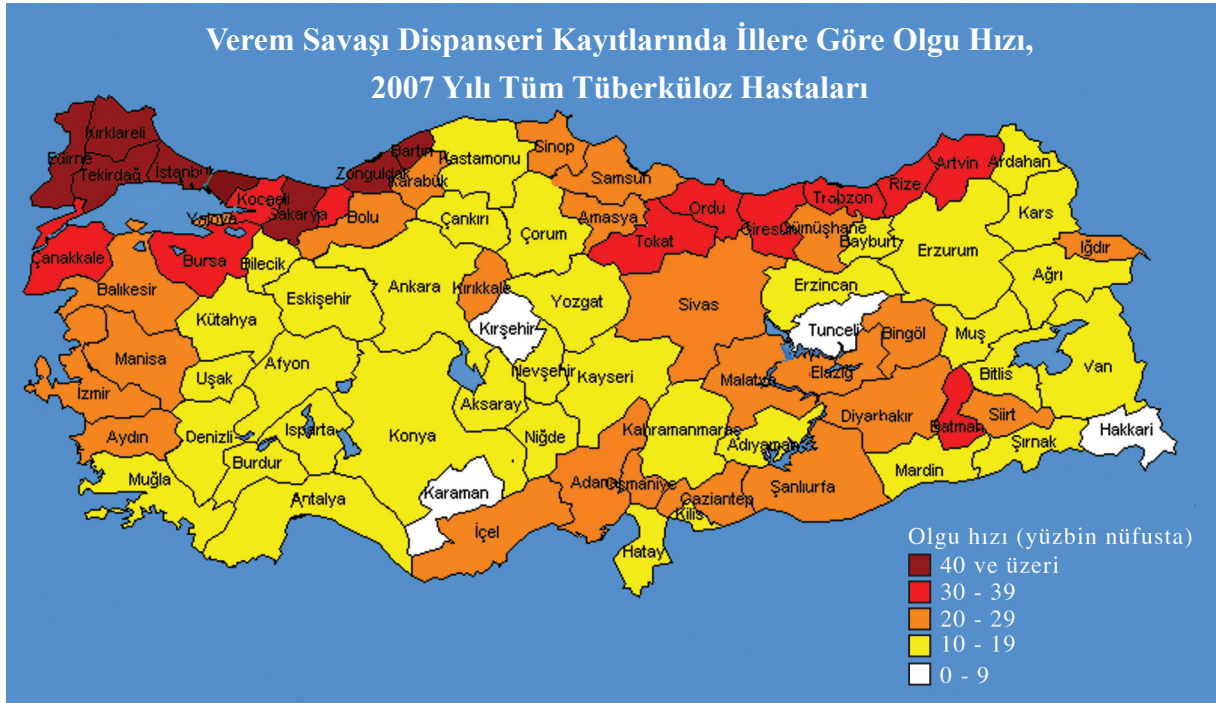 Verem Savaşı Dispanseri Kayıtlarında İllere Göre Olgu Hızı,
2007 Yılı Tüm Tüberküloz Hastaları
Kırklareli
Edirne
Tekirdağ
İstanbul
Kocaeli
Yalova
Sakarya
Zonguldak
Bartın
Karabük
Kastamonu
Sinop
Samsun
Bolu
Çankırı
Çorum
Amasya
Tokat
Ordu
Giresun
Trabzon
Rize
Artvin
Ardahan
Kars
Gümüşhane
Bayburt
Erzurum
Iğdır
Ağrı
Çanakkale
Bursa
Bilecik
Balıkesir
Eskişehir
Ankara
Kırıkkale
Yozgat
Sivas
Erzincan
Tunceli
Bingöl
Muş
Van
Bitlis
Kütahya
Kırşehir
Manisa
Uşak
Afyon
Nevşehir
Kayseri
Malatya
Elazığ
İzmir
Aksaray
Diyarbakır
Batman
Siirt
Hakkari
Şırnak
Aydın
Denizli
Isparta
Konya
Niğde
Kahramanmaraş
Adıyaman
Mardin
Burdur
Muğla
Antalya
Karaman
Adana
Osmaniye
Gaziantep
Şanlıurfa
Kilis
İçel
Hatay
Olgu hızı (yüzbin nüfusta)
40 ve üzeri
30 - 39
20 - 29
10 - 19
0 - 9